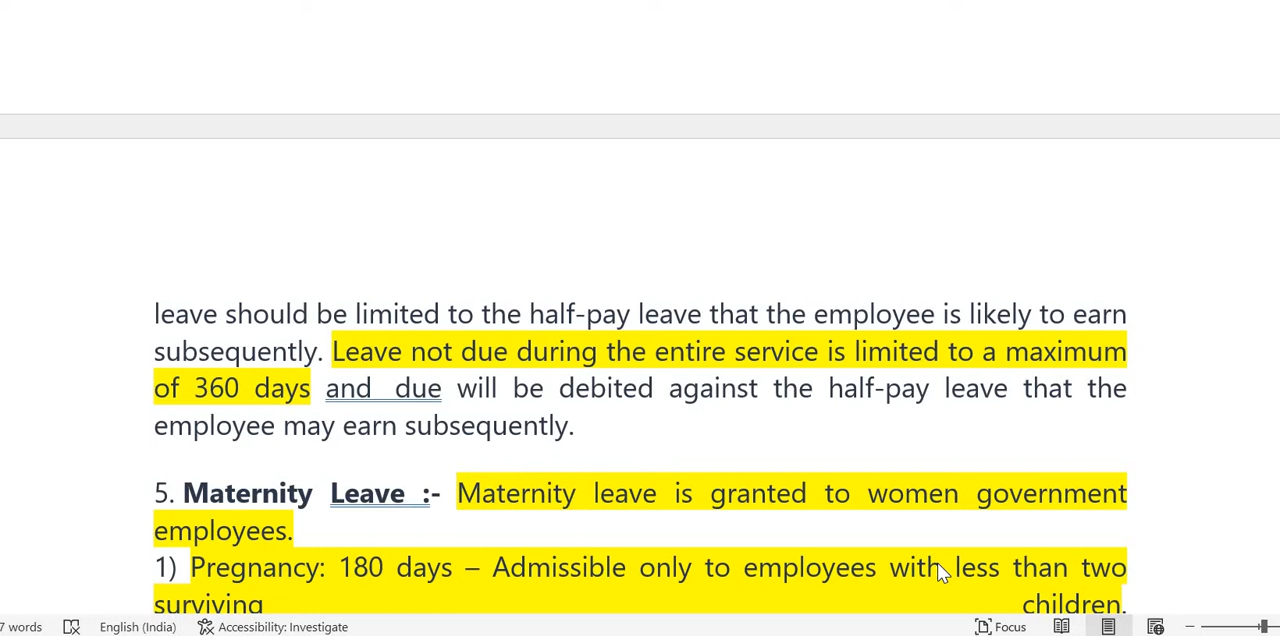 leave should be limited to the half-pay leave that the employee is likely to earn
subsequently. Leave not due during the entire service is limited to a maximum
of 360 days and due will be debited against the half-pay leave that the
employee may earn subsequently.
5. Maternity Leave :- Maternity leave is granted to women government
employees.
1) Pregnancy: 180 days – Admissible only to employees with less than two
surviving children.
7 words English (India) Accessibility: Investigate Focus